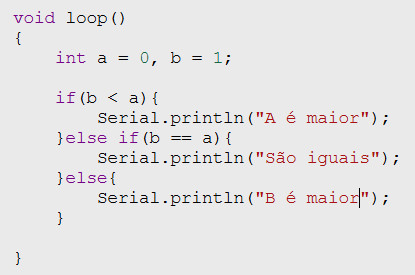 void loop()
{
    int a = 0, b = 1;

    if(b < a){
        Serial.println("A é maior");
    }else if(b == a){
        Serial.println("São iguais");
    }else{
        Serial.println("B é maior");
    }

}